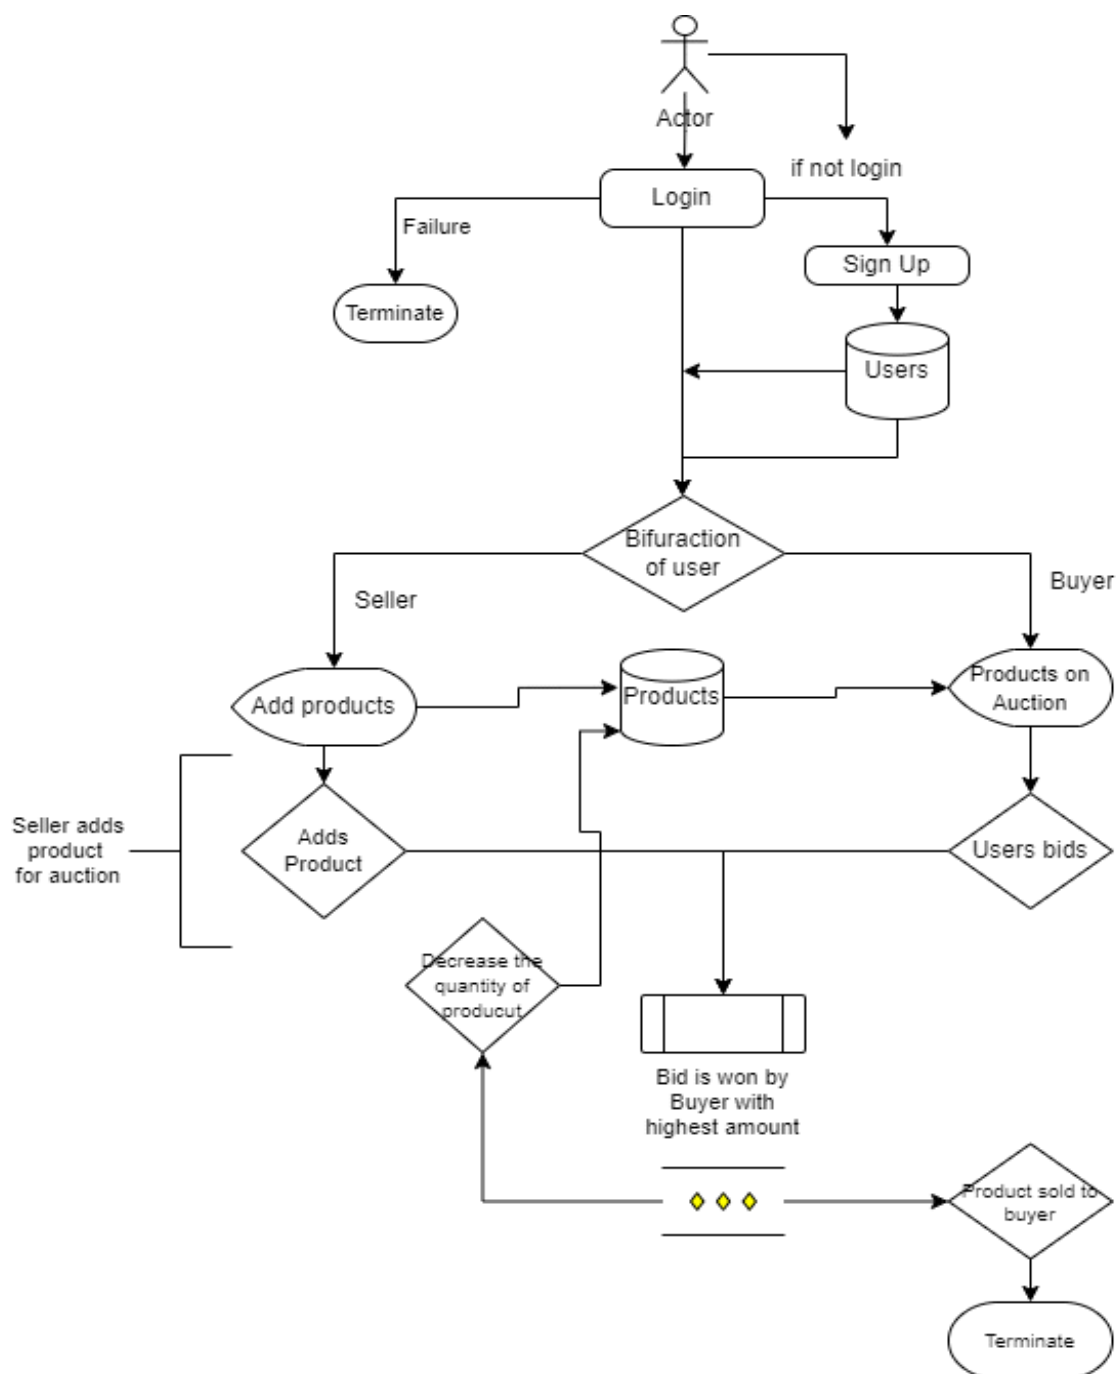 Actor
if not login
Login
Failure
Sign Up
Terminate
Users
Bifuraction
of user
Seller
Buyer
Add products
Products
Products on
Auction
Seller adds
product
for auction
Adds
Product
Users bids
Decrease the
quantity of
producut
Bid is won by
Buyer with
highest amount
Product sold to
buyer
Terminate